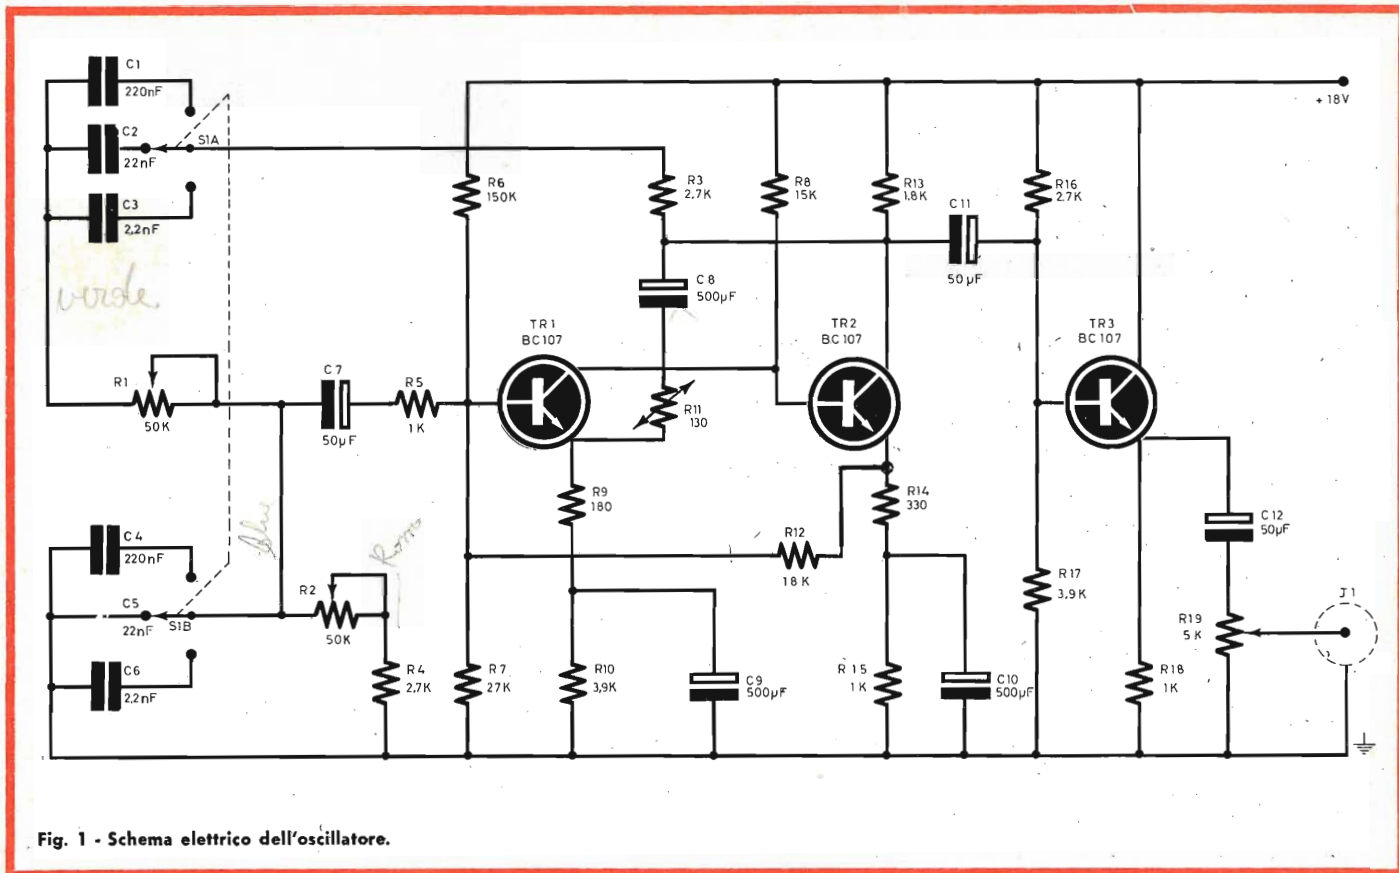 C1
220nF
C2
22nF
S1A
C3
2,2nF
verde
R1
50K
C4
220nF
C5
22nF
S1B
C6
2,2nF
R2
50K
R4
2,7K
C7
50µF
R5
1K
R6
150K
R7
27K
TR1
BC107
R9
180
R10
3,9K
R3
2,7K
C8
500µF
R11
130
C9
500µF
R8
15K
R12
18K
R13
1,8K
TR2
BC107
R14
330
R15
1K
C10
500µF
C11
50µF
R16
2,7K
R17
3,9K
TR3
BC107
R18
1K
C12
50µF
R19
5K
J1
+ 18V
Fig. 1 - Schema elettrico dell'oscillatore.